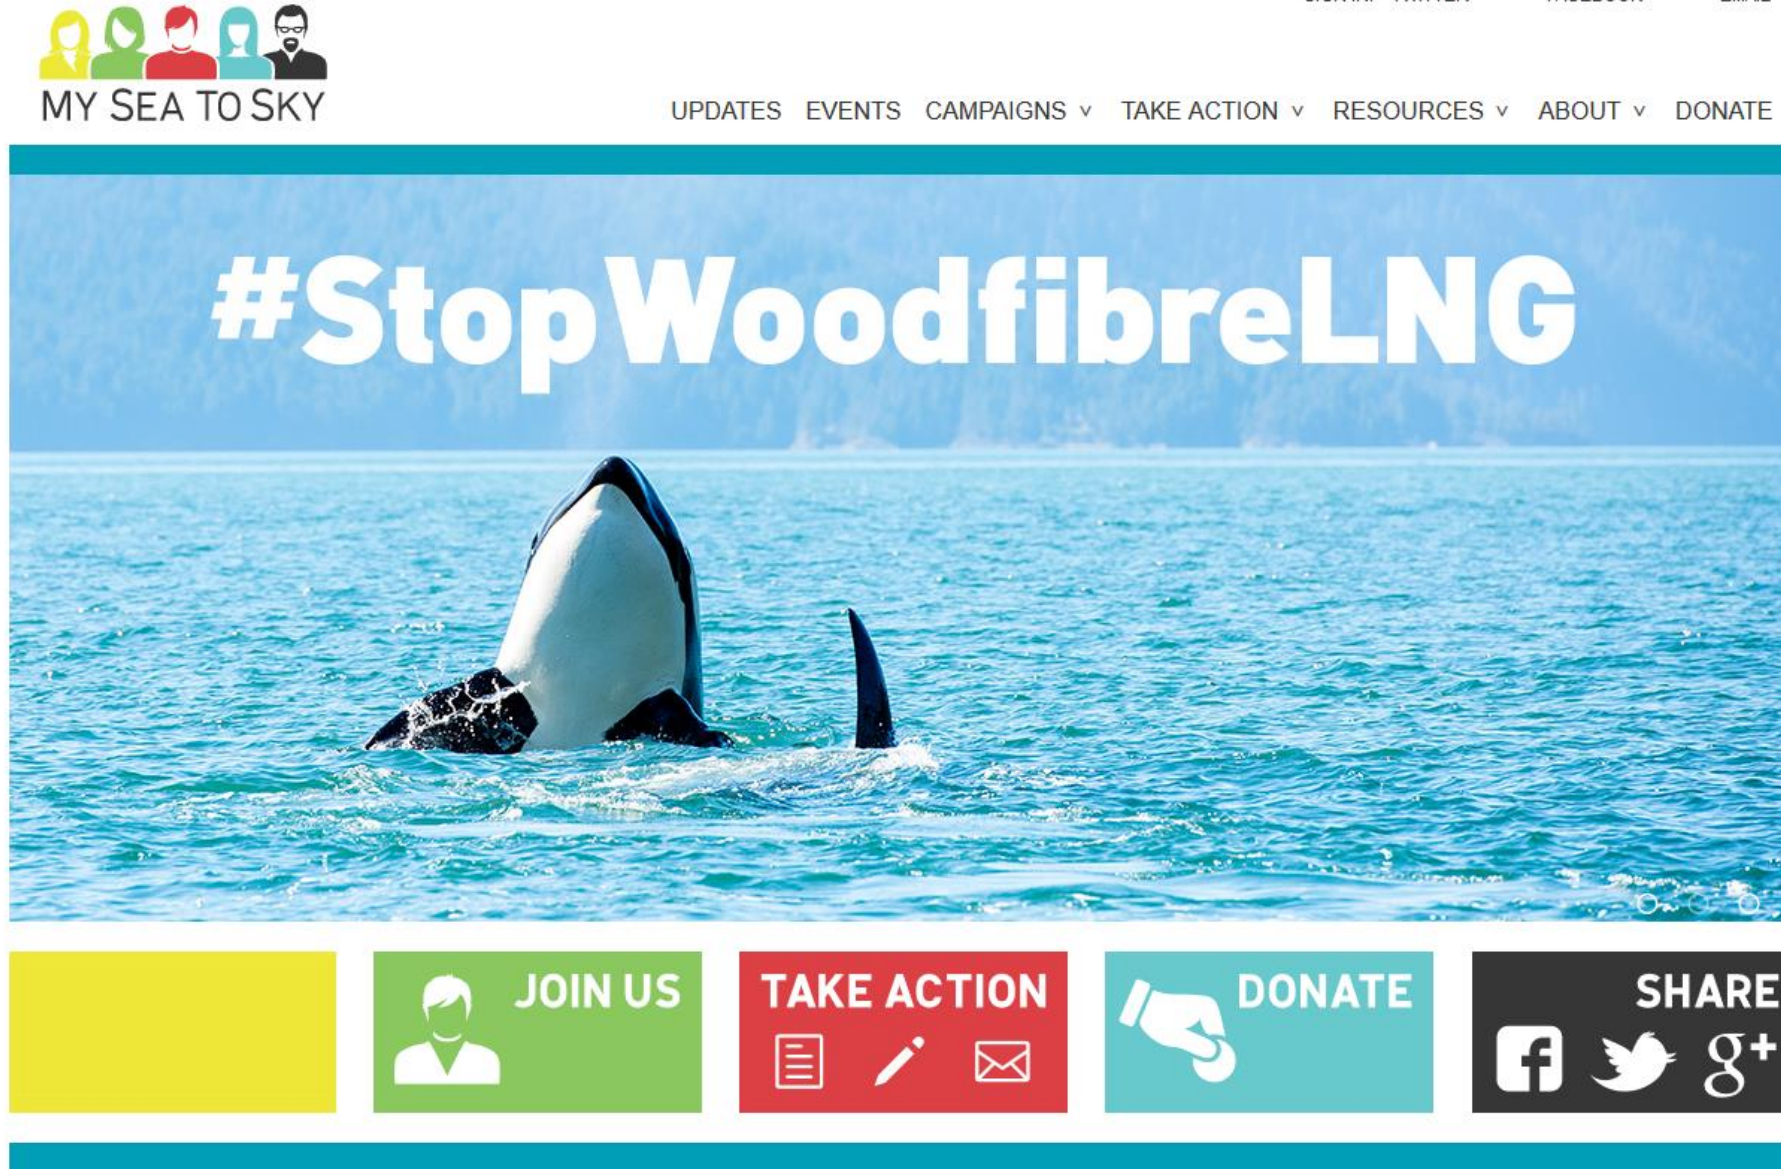 MY SEA TO SKY
UPDATES EVENTS CAMPAIGNS v TAKE ACTION v RESOURCES v ABOUT v DONATE
#StopWoodfibreLNG
JOIN US
TAKE ACTION
DONATE
SHARE
f
g+